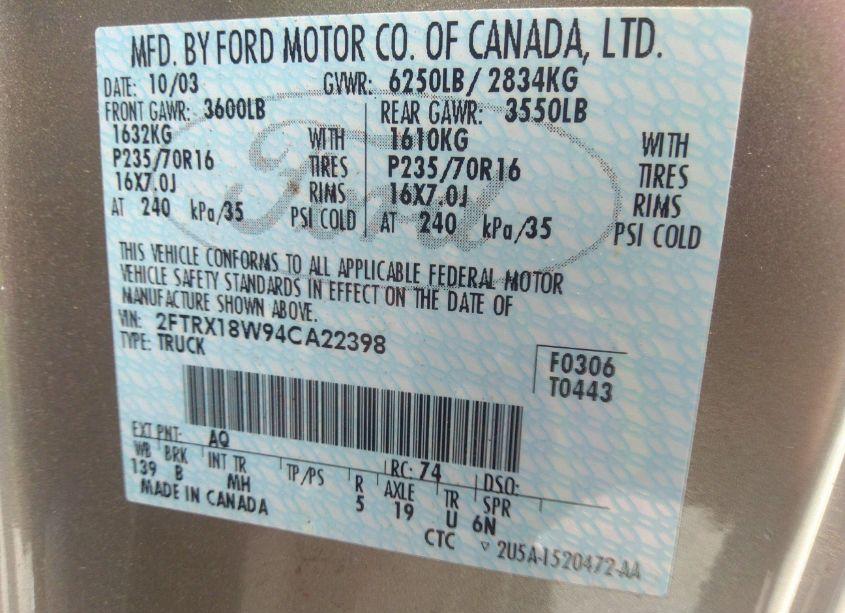 MFD. BY FORD MOTOR CO. OF CANADA, LTD.
DATE: 10/03 GVWR: 6250LB/ 2834KG
FRONT GAWR: 3600LB REAR GAWR: 3550LB
1632KG WITH 1610KG WITH
P235/70R16 TIRES P235/70R16 TIRES
16X7.0J RIMS 16X7.0J RIMS
AT 240 kPa/35 PSI COLD AT 240 kPa/35 PSI COLD
Ford
THIS VEHICLE CONFORMS TO ALL APPLICABLE FEDERAL MOTOR
VEHICLE SAFETY STANDARDS IN EFFECT ON THE DATE OF
MANUFACTURE SHOWN ABOVE.
VIN: 2FTRX18W94CA22398
TYPE: TRUCK
F0306
T0443
EXT PNT: AQ RC: 74 DSO:
WB BRK INT TR TP/PS R AXLE TR SPR
139 B MH 5 19 U 6N
MADE IN CANADA
CTC ▽ 2U5A-1520472-AA